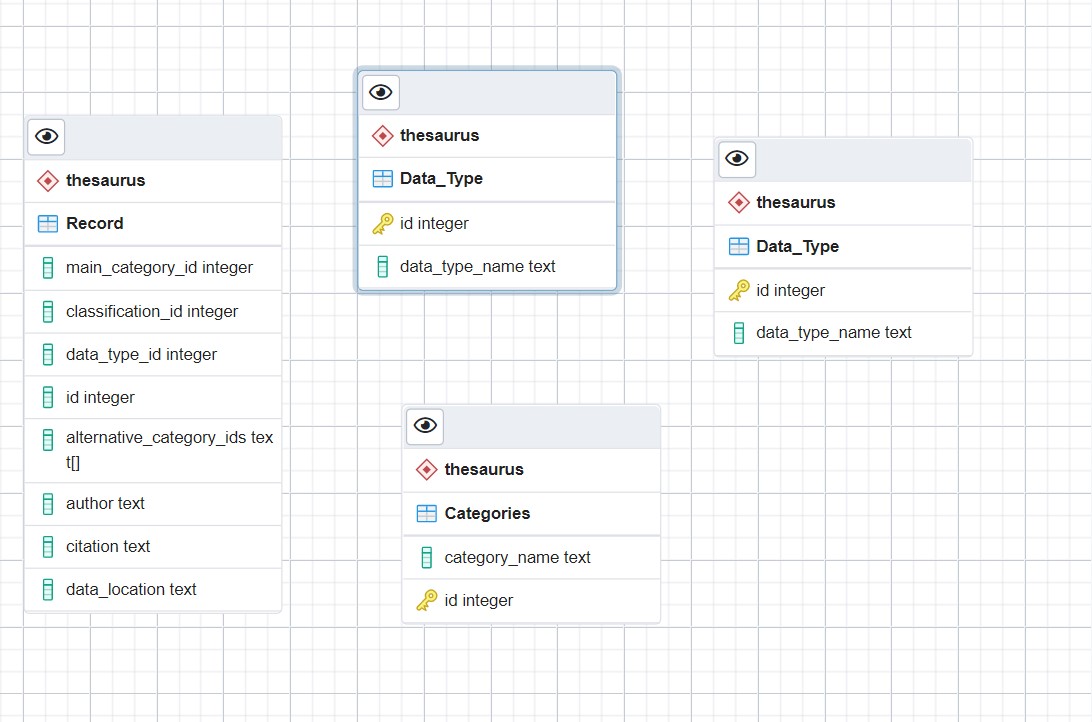 thesaurus
Record
main_category_id integer
classification_id integer
data_type_id integer
id integer
alternative_category_ids tex
t[]
author text
citation text
data_location text
thesaurus
Data_Type
id integer
data_type_name text
thesaurus
Categories
category_name text
id integer
thesaurus
Data_Type
id integer
data_type_name text